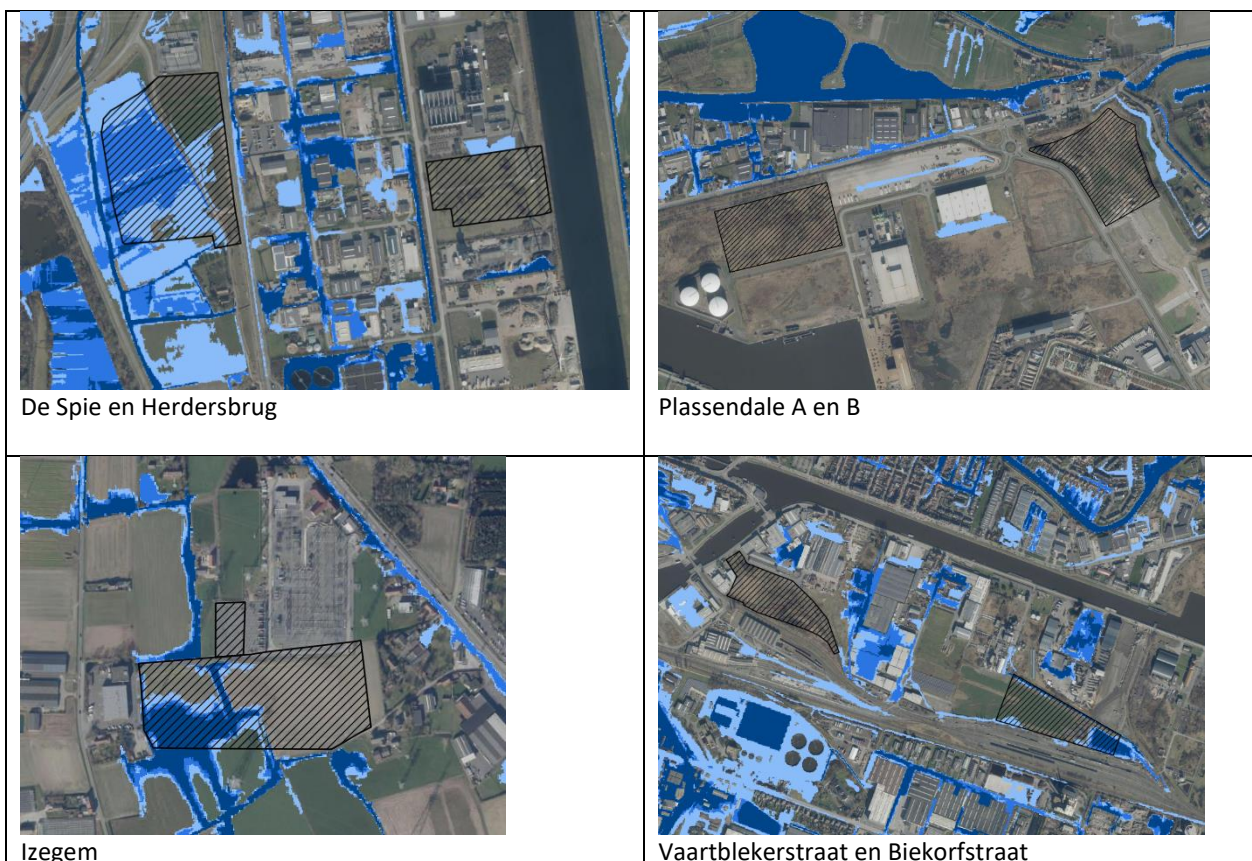 De Spie en Herdersbrug
Plassendale A en B
Izegem
Vaartblekerstraat en Biekorfstraat